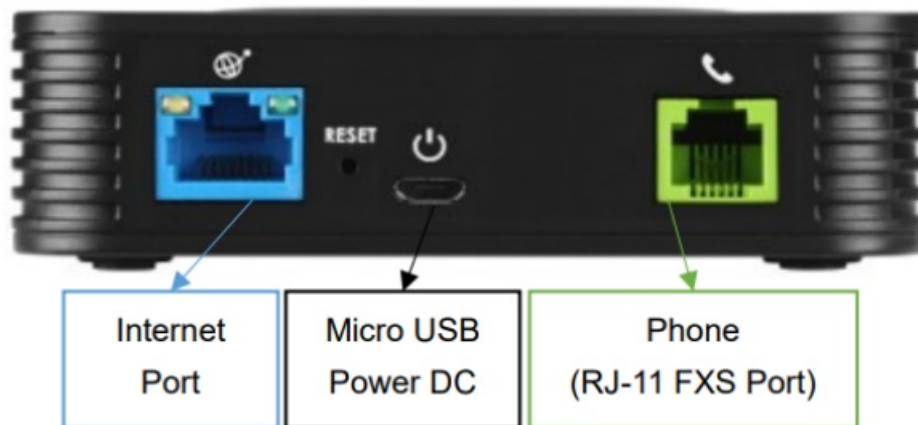 RESET
Internet
Port
Micro USB
Power DC
Phone
(RJ-11 FXS Port)